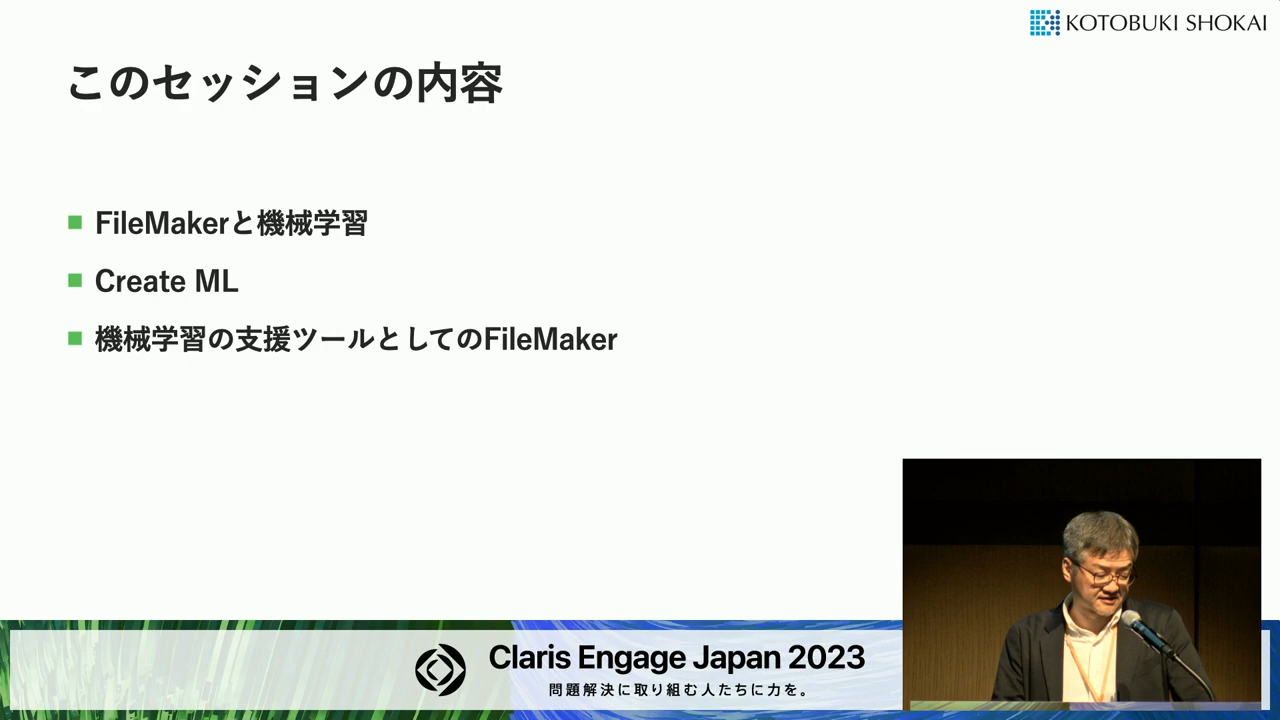 KOTOBUKI SHOKAI
このセッションの内容
FileMakerと機械学習
Create ML
機械学習の支援ツールとしてのFileMaker
Claris Engage Japan 2023
問題解決に取り組む人たちに力を。